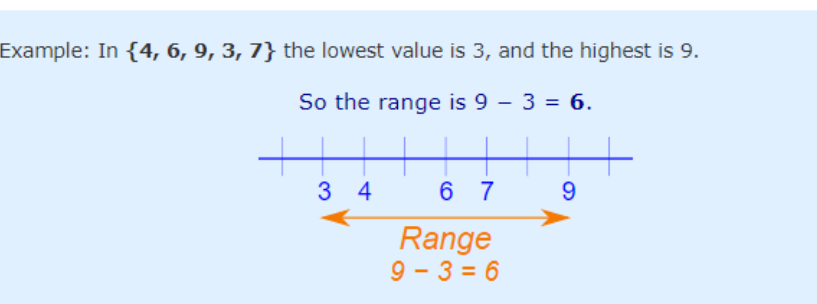 Example: In {4, 6, 9, 3, 7} the lowest value is 3, and the highest is 9.
So the range is 9 − 3 = 6.
3 4 6 7 9
Range
9 − 3 = 6